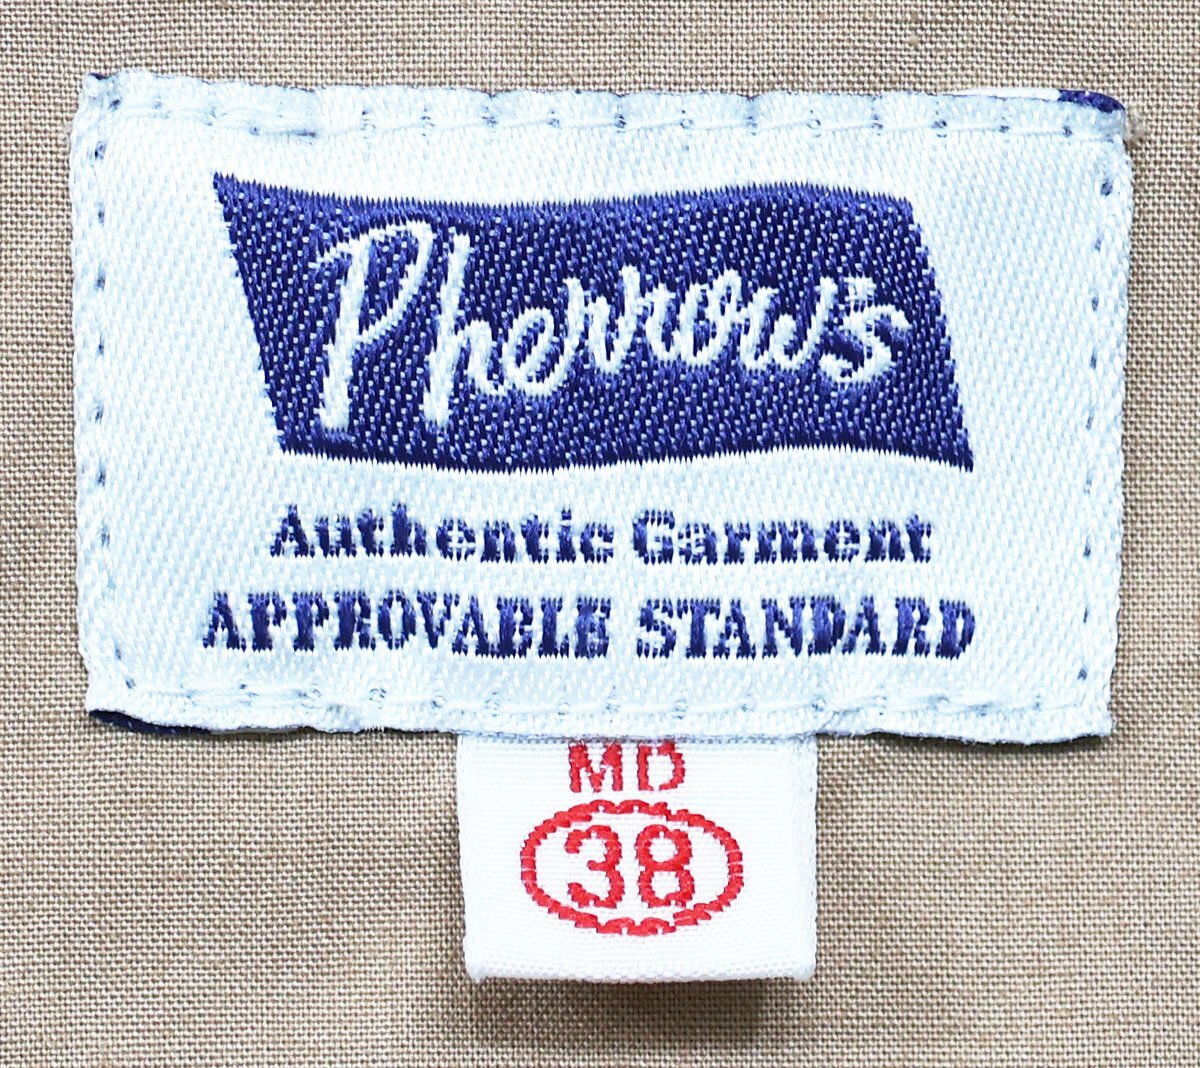 Pherrow's
Authentic Garment
APPROVABLE STANDARD
MD
38